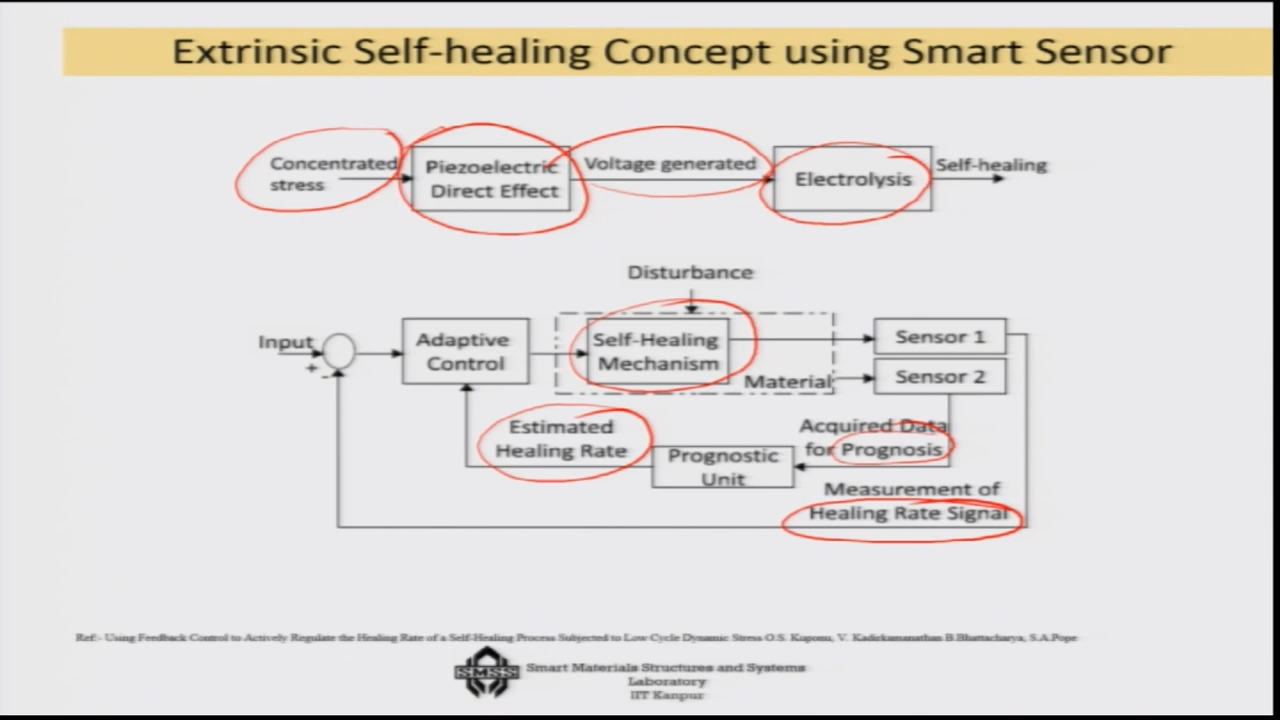 Extrinsic Self-healing Concept using Smart Sensor
Concentrated
stress
Piezoelectric
Direct Effect
Voltage generated
Electrolysis
Self-healing
Disturbance
Input
+
-
Adaptive
Control
Self-Healing
Mechanism
Material
Sensor 1
Sensor 2
Estimated
Healing Rate
Prognostic
Unit
Acquired Data
for Prognosis
Measurement of
Healing Rate Signal
Ref:- Using Feedback Control to Actively Regulate the Healing Rate of a Self-Healing Process Subjected to Low Cycle Dynamic Stress O.S. Kuponu, V. Kadirkamanathan B.Bhattacharya, S.A.Pope
SMSS
Smart Materials Structures and Systems
Laboratory
IIT Kanpur